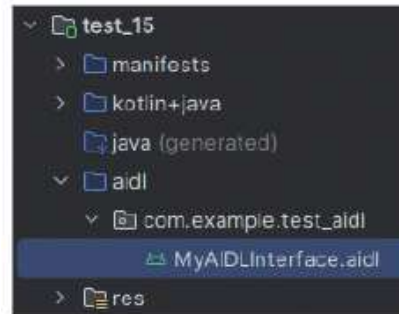 test_15
manifests
kotlin+java
java (generated)
aidl
com.example.test_aidl
MyAIDLInterface.aidl
res